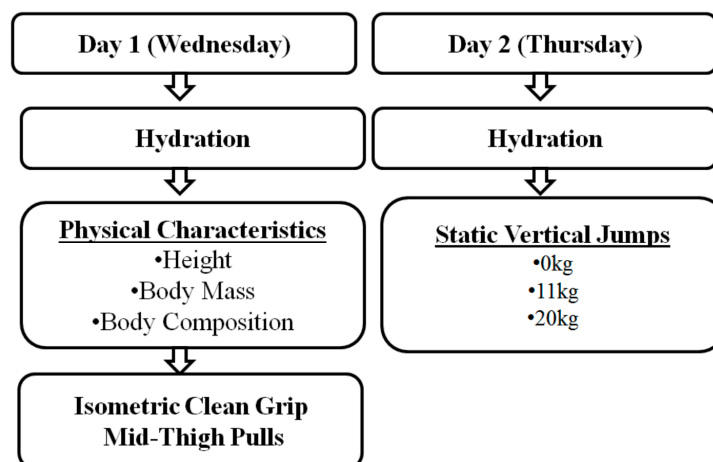 Day 1 (Wednesday)
Hydration
Physical Characteristics
•Height
•Body Mass
•Body Composition
Isometric Clean Grip
Mid-Thigh Pulls
Day 2 (Thursday)
Hydration
Static Vertical Jumps
•0kg
•11kg
•20kg